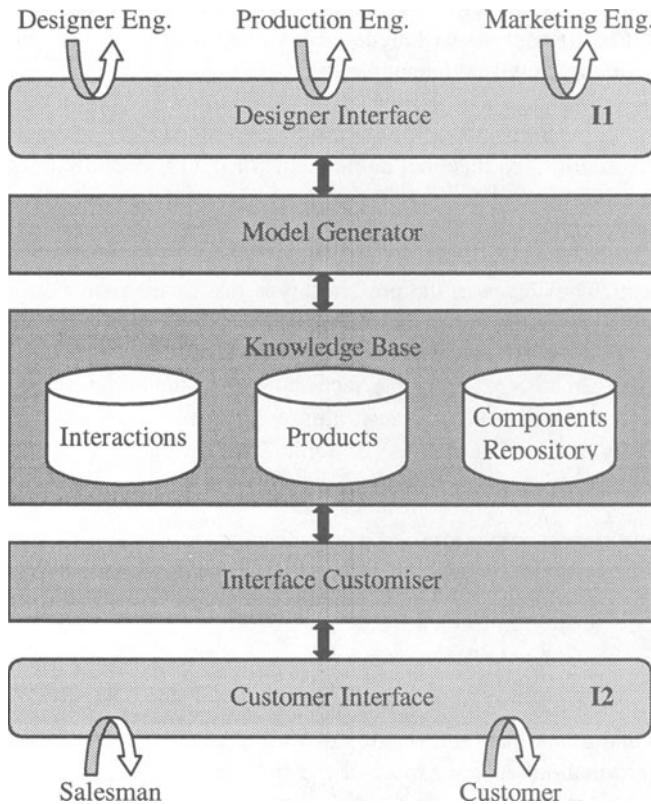 Designer Eng. Production Eng. Marketing Eng.
Designer Interface I1
Model Generator
Knowledge Base
Interactions Products Components
Repository
Interface Customiser
Customer Interface I2
Salesman Customer